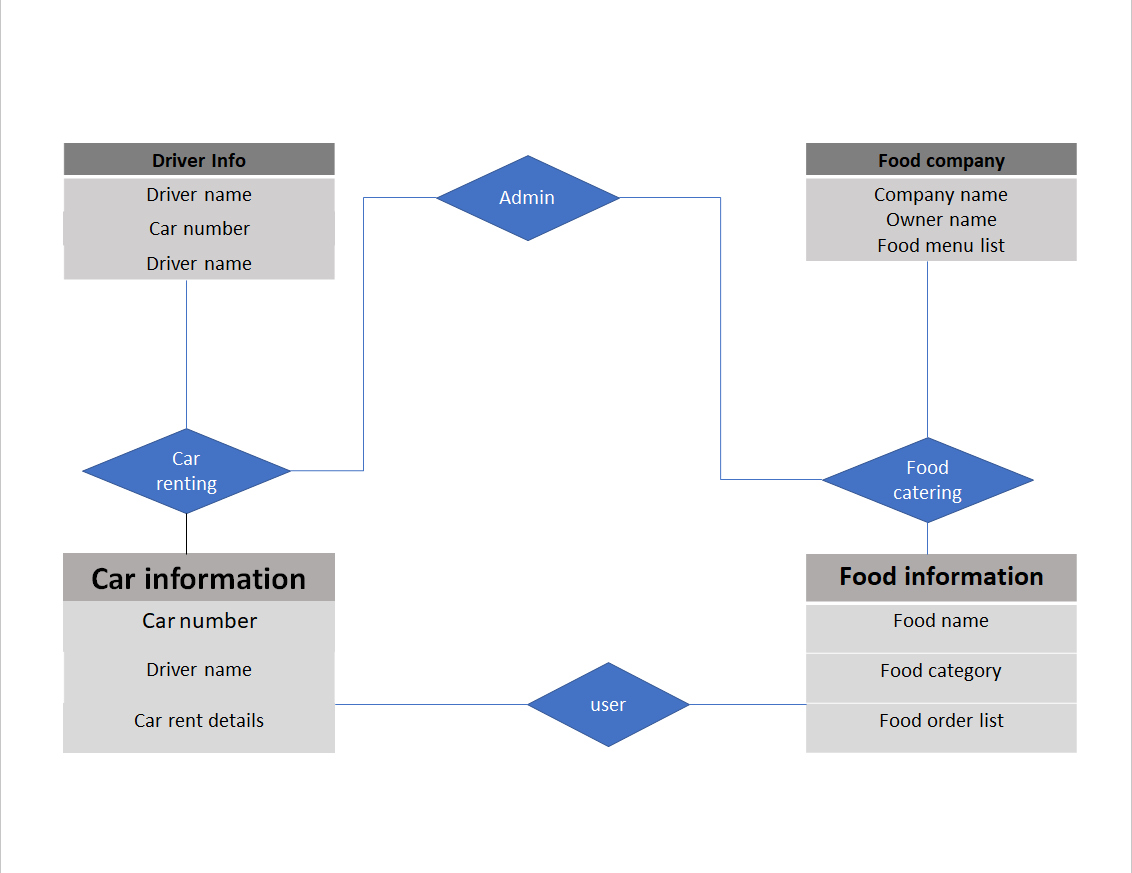 Driver Info
Driver name
Car number
Driver name
Admin
Food company
Company name
Owner name
Food menu list
Car
renting
Food
catering
Car information
Car number
Driver name
Car rent details
user
Food information
Food name
Food category
Food order list